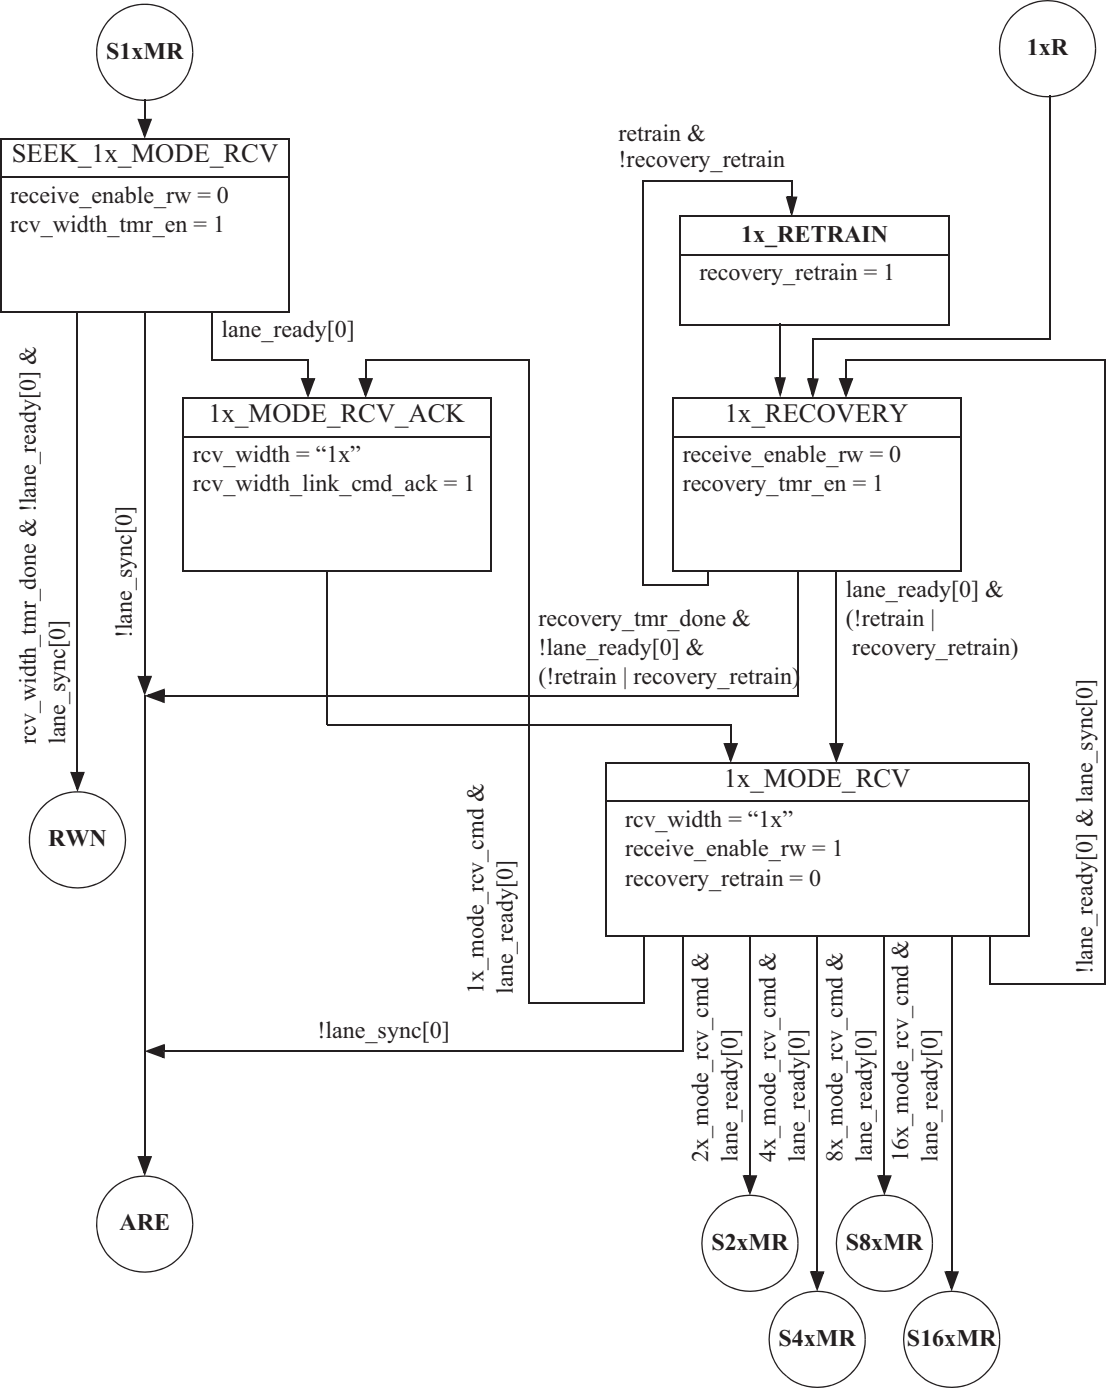 S1xMR
1xR
SEEK_1x_MODE_RCV
receive_enable_rw = 0
rcv_width_tmr_en = 1
retrain &
!recovery_retrain
1x_RETRAIN
recovery_retrain = 1
lane_ready[0]
rcv_width_tmr_done & !lane_ready[0] &
lane_sync[0]
!lane_sync[0]
1x_MODE_RCV_ACK
rcv_width = “1x”
rcv_width_link_cmd_ack = 1
1x_RECOVERY
receive_enable_rw = 0
recovery_tmr_en = 1
recovery_tmr_done &
!lane_ready[0] &
(!retrain | recovery_retrain)
lane_ready[0] &
(!retrain |
recovery_retrain)
!lane_ready[0] & lane_sync[0]
RWN
1x_mode_rcv_cmd &
lane_ready[0]
1x_MODE_RCV
rcv_width = “1x”
receive_enable_rw = 1
recovery_retrain = 0
!lane_sync[0]
2x_mode_rcv_cmd &
lane_ready[0]
4x_mode_rcv_cmd &
lane_ready[0]
8x_mode_rcv_cmd &
lane_ready[0]
16x_mode_rcv_cmd &
lane_ready[0]
ARE
S2xMR
S8xMR
S4xMR
S16xMR